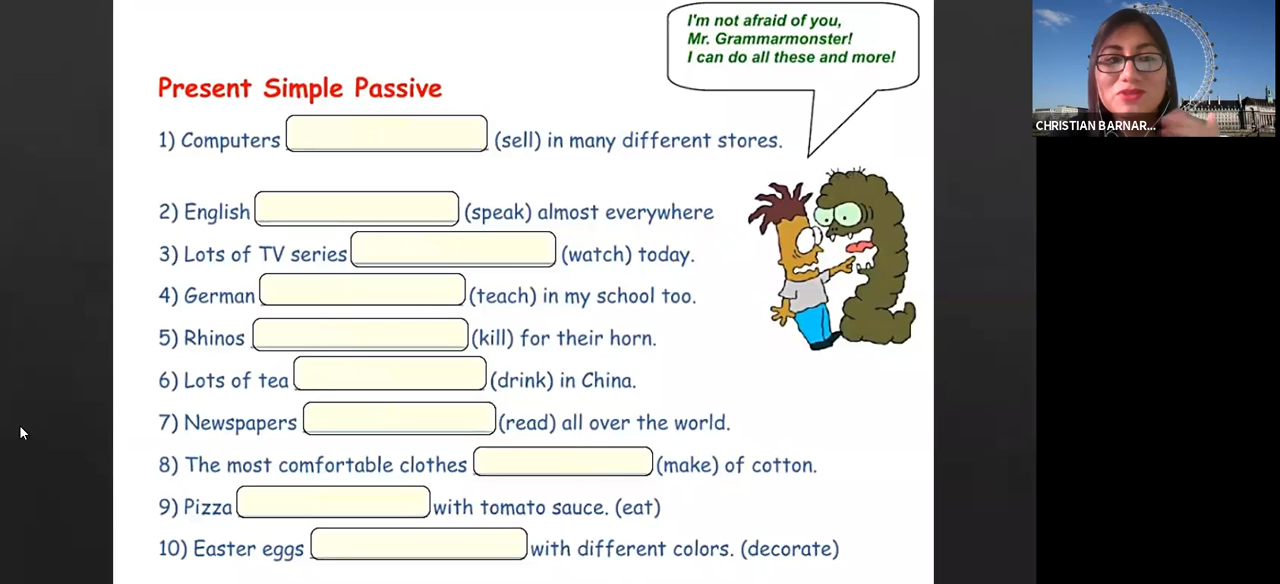 I'm not afraid of you,
Mr. Grammarmonster!
I can do all these and more!
Present Simple Passive
1) Computers (sell) in many different stores.
2) English (speak) almost everywhere
3) Lots of TV series (watch) today.
4) German (teach) in my school too.
5) Rhinos (kill) for their horn.
6) Lots of tea (drink) in China.
7) Newspapers (read) all over the world.
8) The most comfortable clothes (make) of cotton.
9) Pizza with tomato sauce. (eat)
10) Easter eggs with different colors. (decorate)
CHRISTIAN BARNAR...